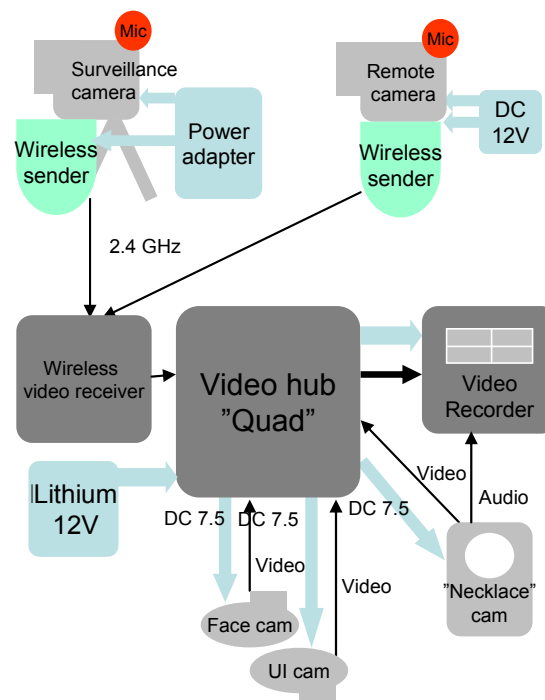 Mic
Surveillance
camera
Wireless
sender
Power
adapter
Mic
Remote
camera
DC
12V
Wireless
sender
2.4 GHz
Wireless
video receiver
Video hub
”Quad”
Video
Recorder
Lithium
12V
DC 7.5
DC 7.5
DC 7.5
Video
Audio
Video
Video
Face cam
UI cam
”Necklace”
cam